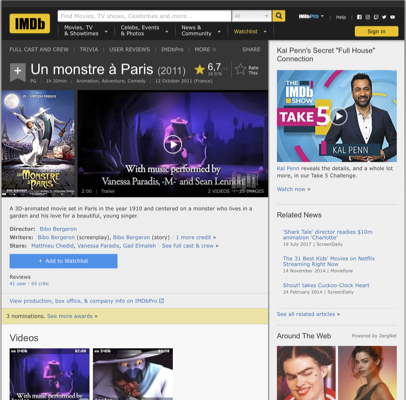 IMDb
Find Movies, TV shows, Celebrities and more...
All
Movies, TV & Showtimes
Celebs, Events & Photos
News & Community
Watchlist
IMDbPro
Help
Sign in
FULL CAST AND CREW | TRIVIA | USER REVIEWS | IMDbPro | MORE
SHARE
Un monstre à Paris (2011)
6,7
Rate This
PG | 1h 30min | Animation, Adventure, Comedy | 12 October 2011 (France)
With music performed by
Vanessa Paradis, -M- and Sean Lennon
2:00 | Trailer
2 VIDEOS
25 IMAGES
A 3D-animated movie set in Paris in the year 1910 and centered on a monster who lives in
a garden and his love for a beautiful, young singer.
Director: Bibo Bergeron
Writers: Bibo Bergeron (screenplay), Bibo Bergeron (story) | 1 more credit »
Stars: Matthieu Chedid, Vanessa Paradis, Gad Elmaleh | See full cast & crew »
+ Add to Watchlist
Reviews
41 user | 65 critic
View production, box office, & company info on IMDbPro
3 nominations. See more awards »
Videos
02:00
Kal Penn's Secret "Full House"
Connection
THE IMDb SHOW
TAKE 5
KAL PENN
Kal Penn reveals the details, and a whole lot
more, in our Take 5 Challenge.
Watch now »
Related News
'Shark Tale' director readies $10m
animation 'Charlotte'
19 July 2017 | ScreenDaily
The 31 Best Kids' Movies on Netflix
Streaming Right Now
14 November 2014 | Moviefone
Shout! takes Cuckoo-Clock Heart
24 February 2014 | ScreenDaily
See all related articles »
Around The Web
Powered by ZergNet